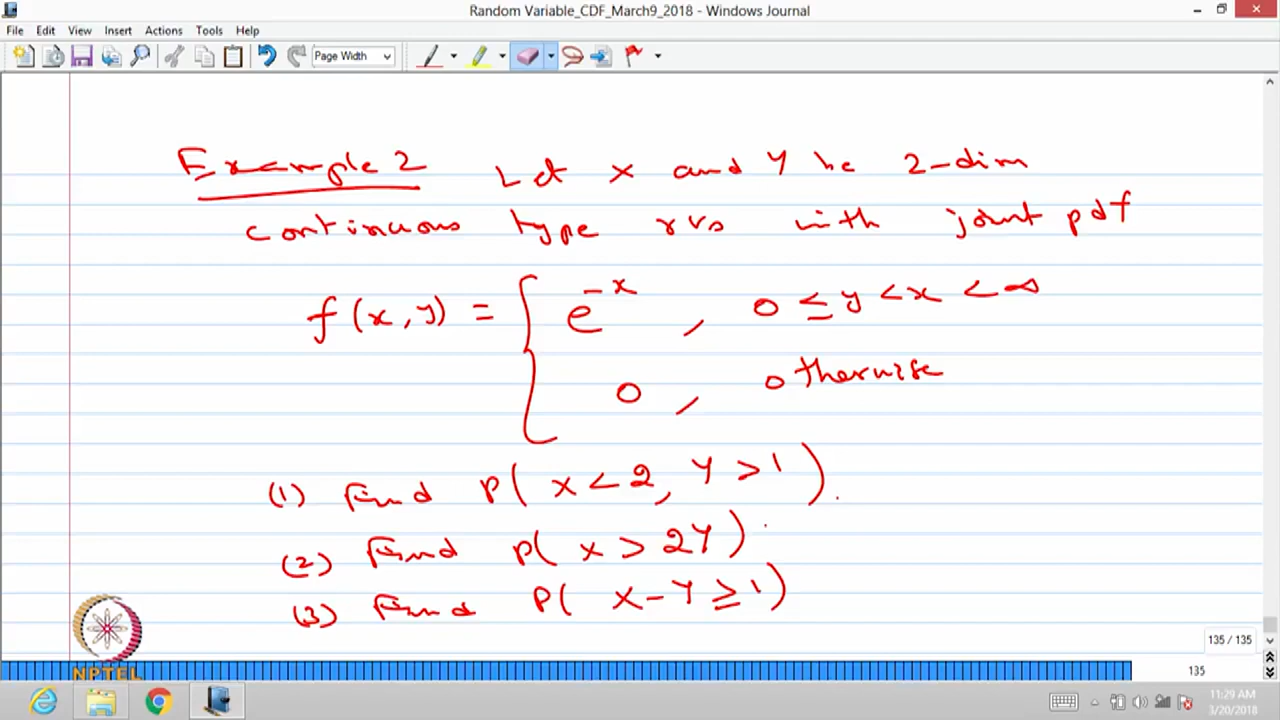 Random Variable_CDF_March9_2018 - Windows Journal
File Edit View Insert Actions Tools Help
Page Width
Example 2 Let X and Y be 2-dim
continuous type rvs with joint pdf
f(x,y) = { e^{-x} , 0 ≤ y < x < ∞
0 , otherwise
(1) Find P( X < 2, Y > 1 ).
(2) Find P( X > 2Y )
(3) Find P( X - Y ≥ 1 )
135 / 135
NPTEL
135
11:29 AM
3/20/2018